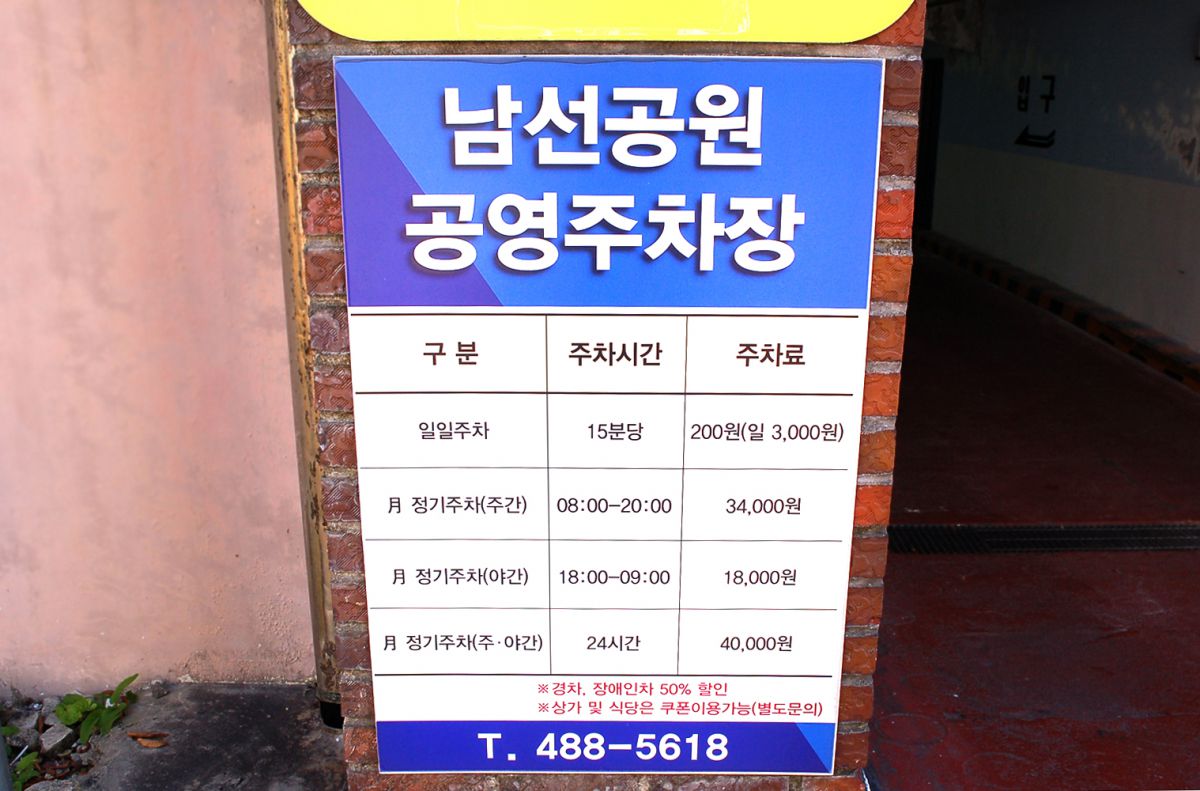 남선공원
공영주차장
구 분 주차시간 주차료
일일주차 15분당 200원(일 3,000원)
月 정기주차(주간) 08:00-20:00 34,000원
月 정기주차(야간) 18:00-09:00 18,000원
月 정기주차(주·야간) 24시간 40,000원
※경차, 장애인차 50% 할인
※상가 및 식당은 쿠폰이용가능(별도문의)
T. 488-5618
입구